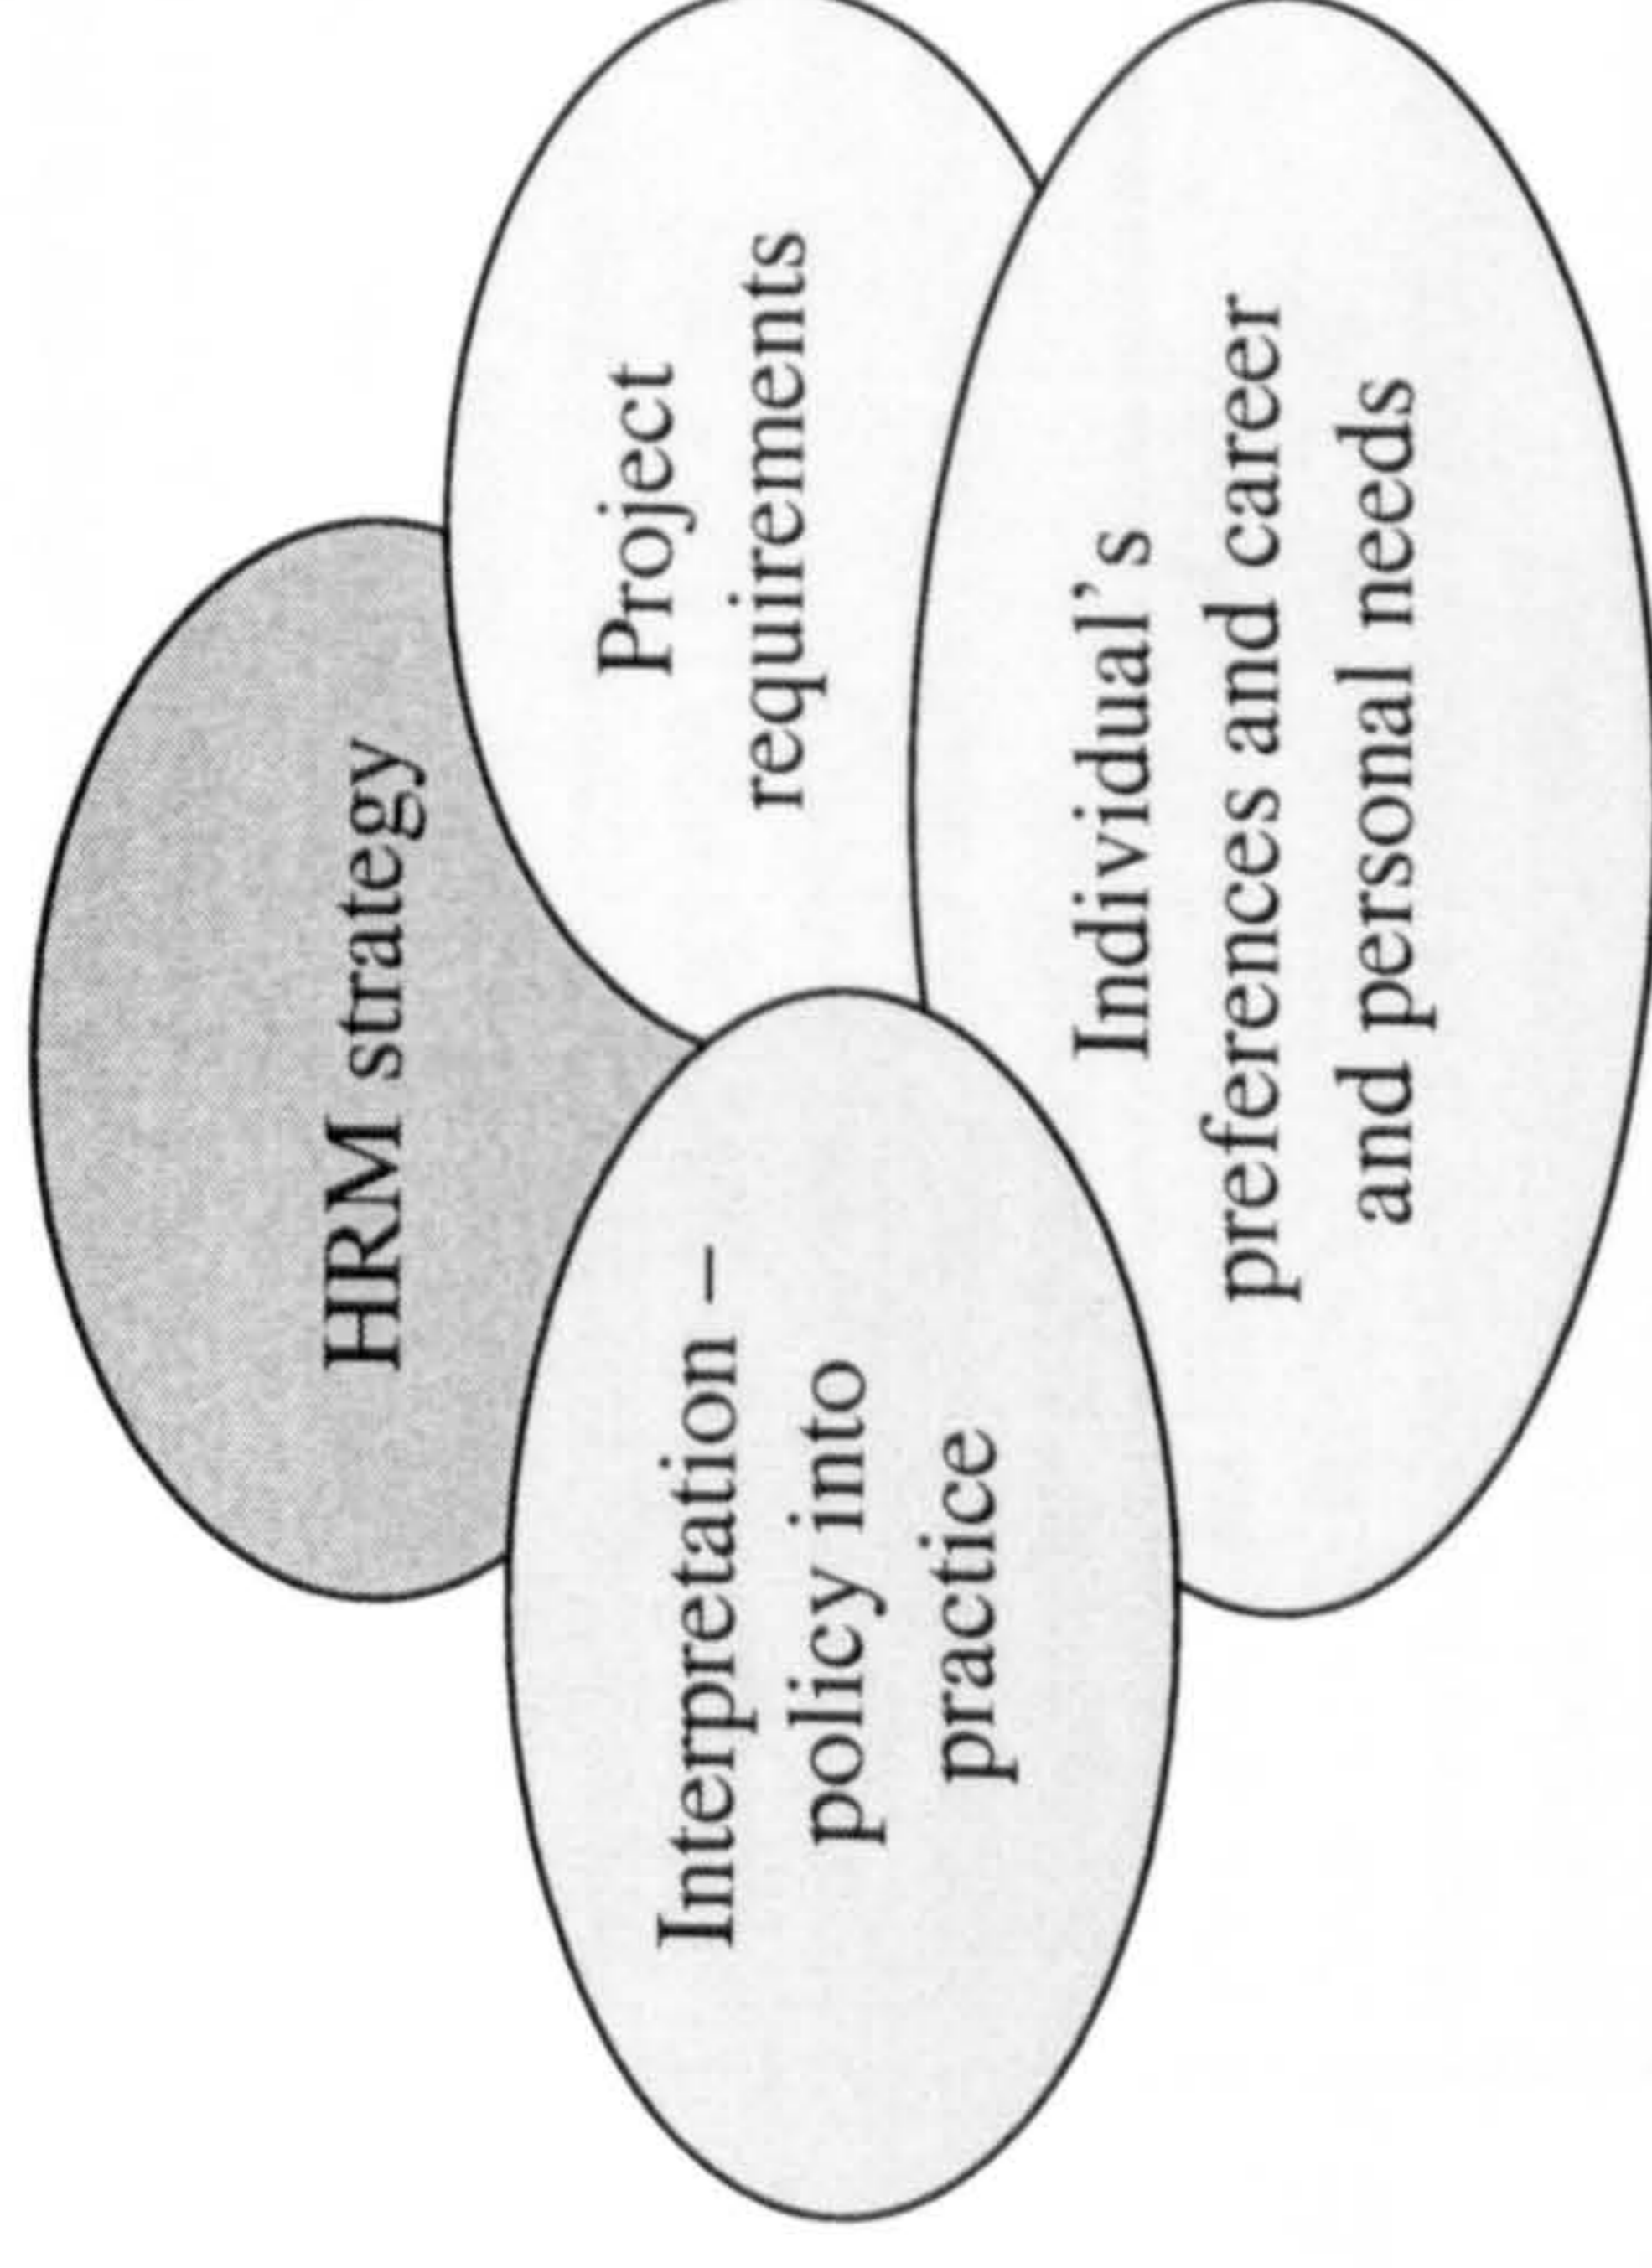 HRM strategy
Interpretation –
policy into
practice
Project
requirements
Individual's
preferences and career
and personal needs